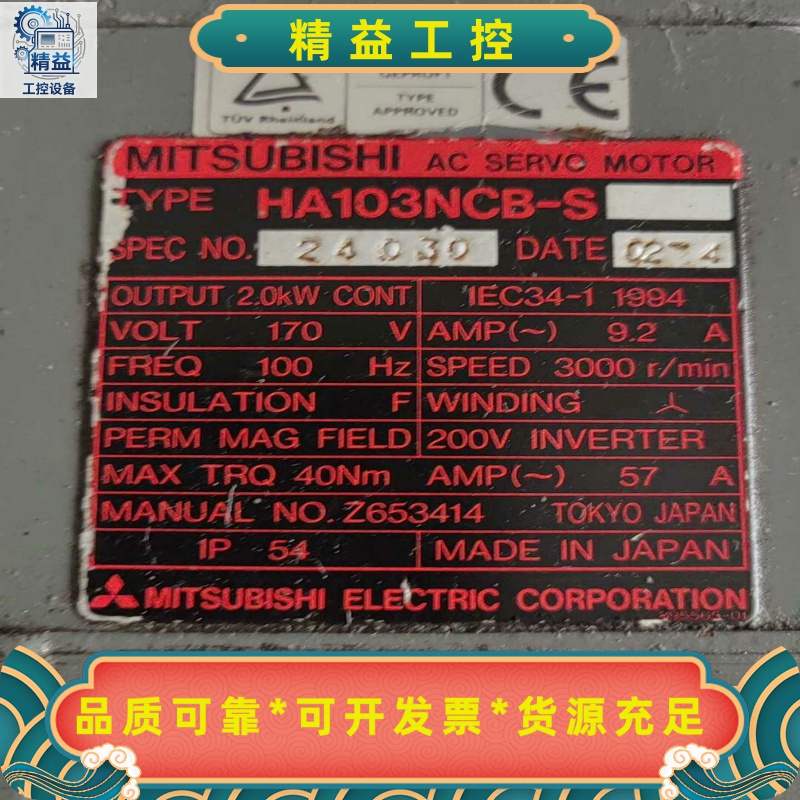 精益工控
精益
工控设备
TÜV Rheinland
GEPRÜFT
TYPE
APPROVED
CE
MITSUBISHI AC SERVO MOTOR
TYPE HA103NCB-S
SPEC NO. 24030 DATE
OUTPUT 2.0kW CONT IEC34-1 1994
VOLT 170 V AMP(~) 9.2 A
FREQ 100 Hz SPEED 3000 r/min
INSULATION F WINDING
PERM MAG FIELD 200V INVERTER
MAX TRQ 40Nm AMP(~) 57 A
MANUAL NO. Z653414 TOKYO JAPAN
IP 54 MADE IN JAPAN
MITSUBISHI ELECTRIC CORPORATION
品质可靠*可开发票*货源充足